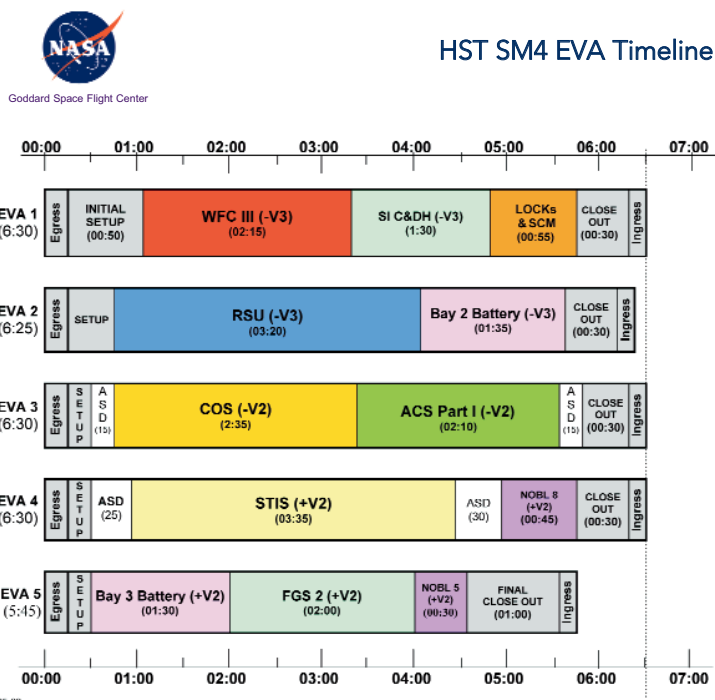 NASA
HST SM4 EVA Timeline
Goddard Space Flight Center
00:00 01:00 02:00 03:00 04:00 05:00 06:00 07:00
EVA 1
(6:30)
Egress
INITIAL
SETUP
(00:50)
WFC III (-V3)
(02:15)
SI C&DH (-V3)
(1:30)
LOCKs
& SCM
(00:55)
CLOSE
OUT
(00:30)
Ingress
EVA 2
(6:25)
Egress
SETUP
RSU (-V3)
(03:20)
Bay 2 Battery (-V3)
(01:35)
CLOSE
OUT
(00:30)
Ingress
EVA 3
(6:30)
Egress
SETUP
ASD
(15)
COS (-V2)
(2:35)
ACS Part I (-V2)
(02:10)
ASD
(15)
CLOSE
OUT
(00:30)
Ingress
EVA 4
(6:30)
Egress
SETUP
ASD
(25)
STIS (+V2)
(03:35)
ASD
(30)
NOBL 8
(+V2)
(00:45)
CLOSE
OUT
(00:30)
Ingress
EVA 5
(5:45)
Egress
SETUP
Bay 3 Battery (+V2)
(01:30)
FGS 2 (+V2)
(02:00)
NOBL 5
(+V2)
(00:30)
FINAL
CLOSE OUT
(01:00)
Ingress
00:00 01:00 02:00 03:00 04:00 05:00 06:00 07:00